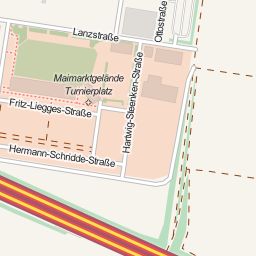 Ottostraße
Lanzstraße
Maimarktgelände
Turnierplatz
Fritz-Liegges-Straße
Hartwig-Steenken-Straße
Hermann-Schridde-Straße